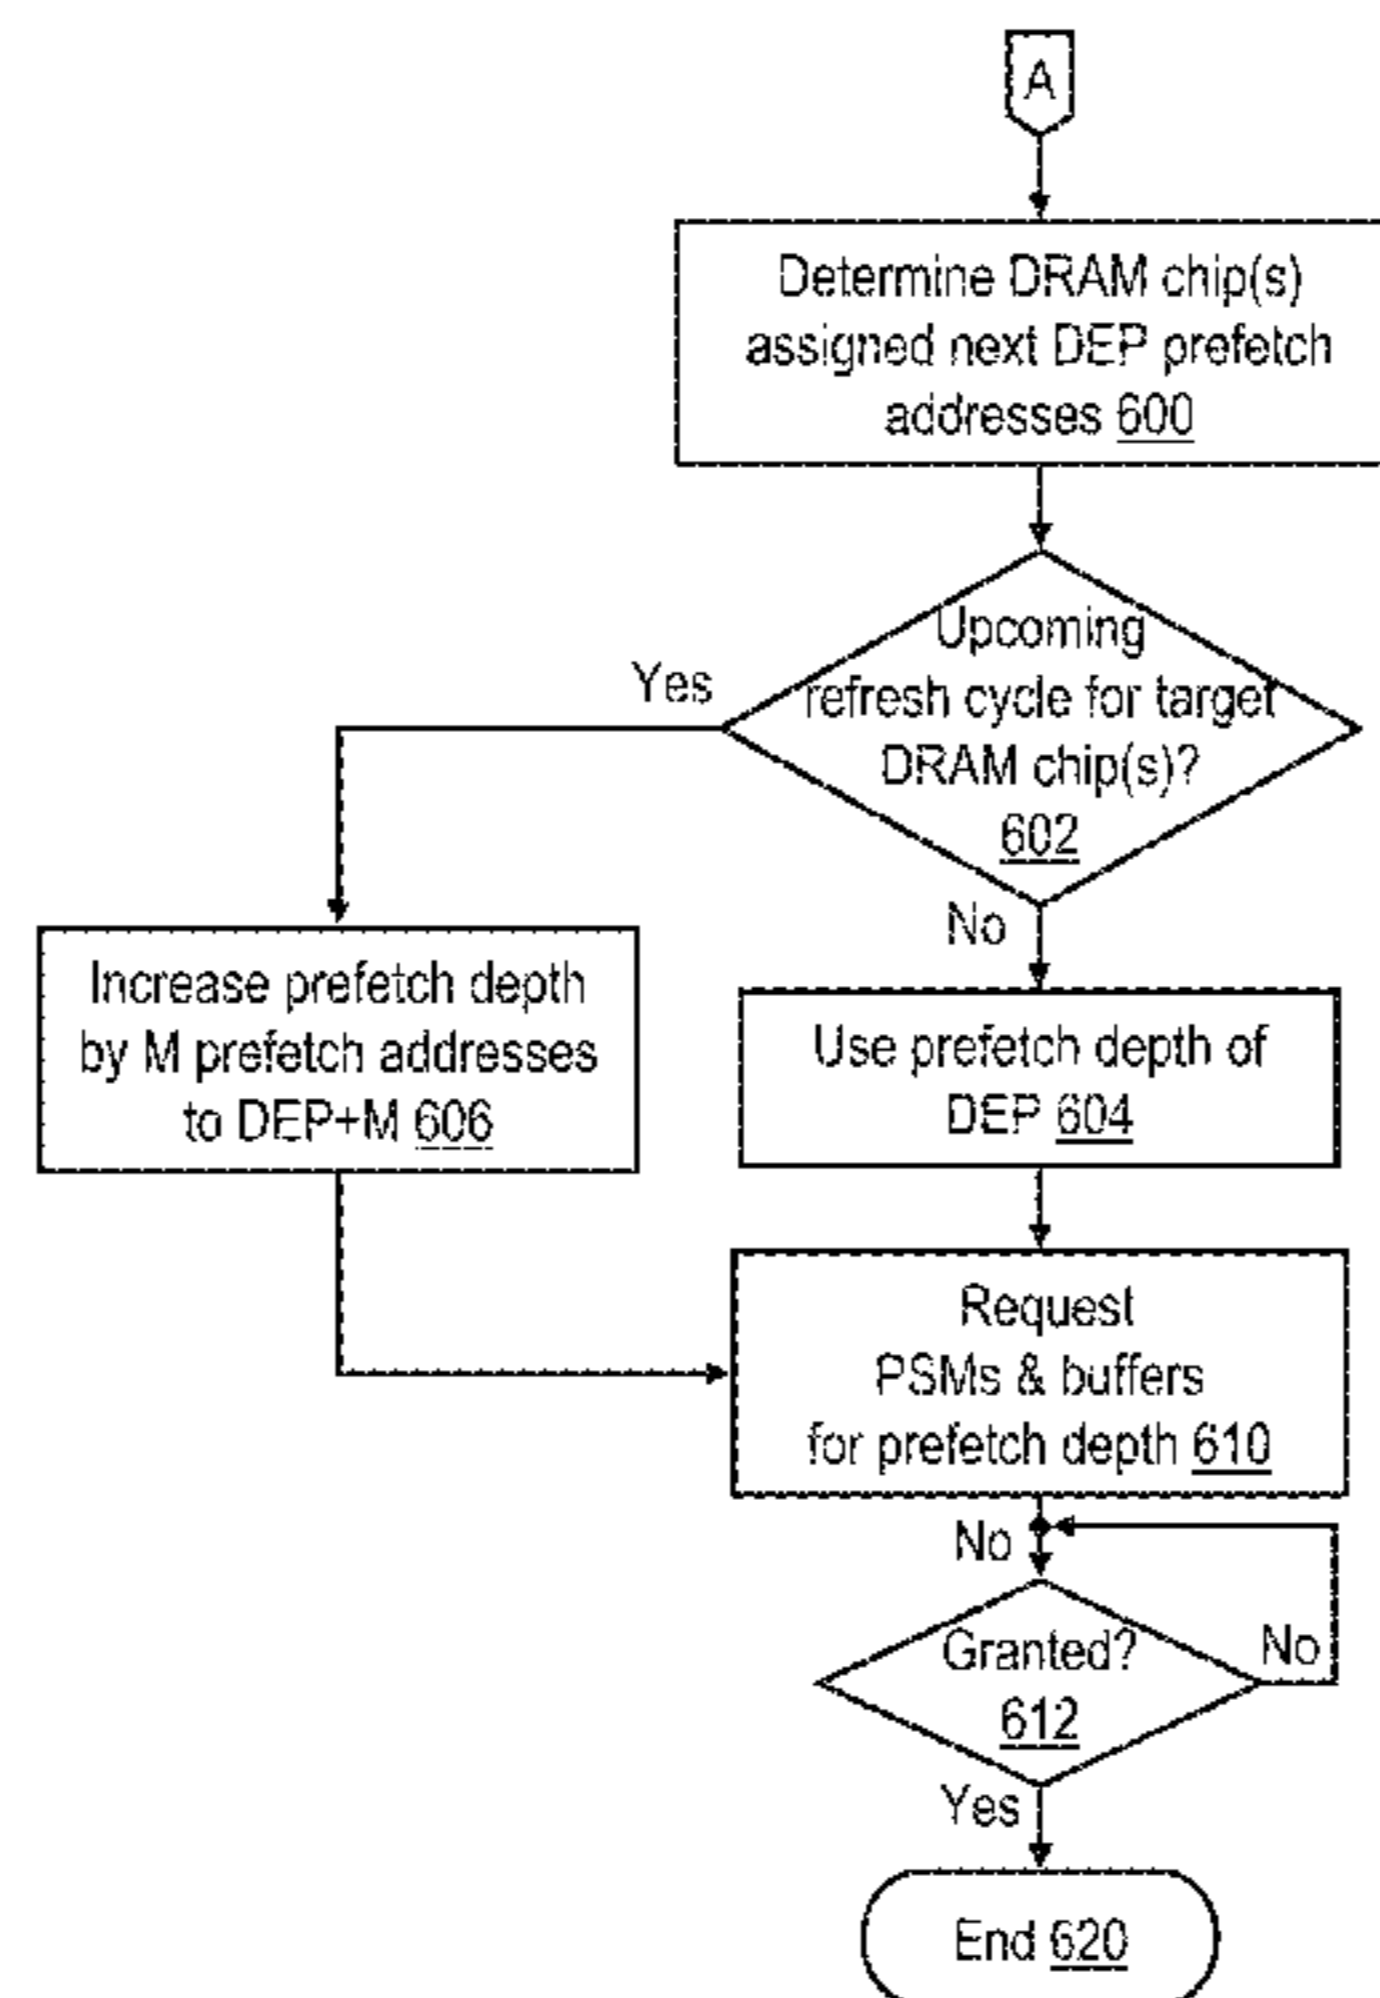 A
Determine DRAM chip(s)
assigned next DEP prefetch
addresses 600
Upcoming
refresh cycle for target
DRAM chip(s)?
602
Yes
No
Increase prefetch depth
by M prefetch addresses
to DEP+M 606
Use prefetch depth of
DEP 604
Request
PSMs & buffers
for prefetch depth 610
No
Granted?
612
No
Yes
End 620